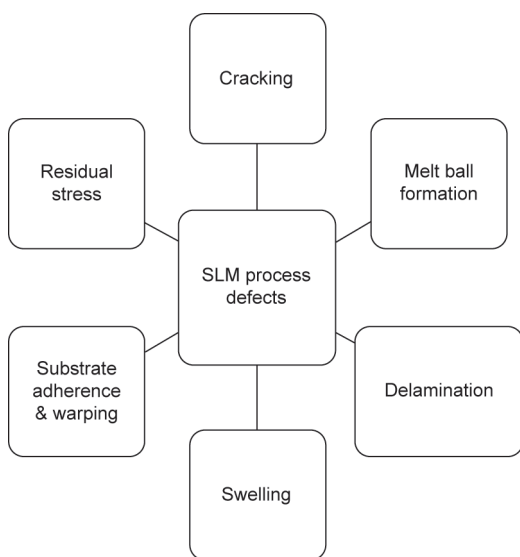 Cracking
Residual
stress
Melt ball
formation
SLM process
defects
Substrate
adherence
& warping
Delamination
Swelling